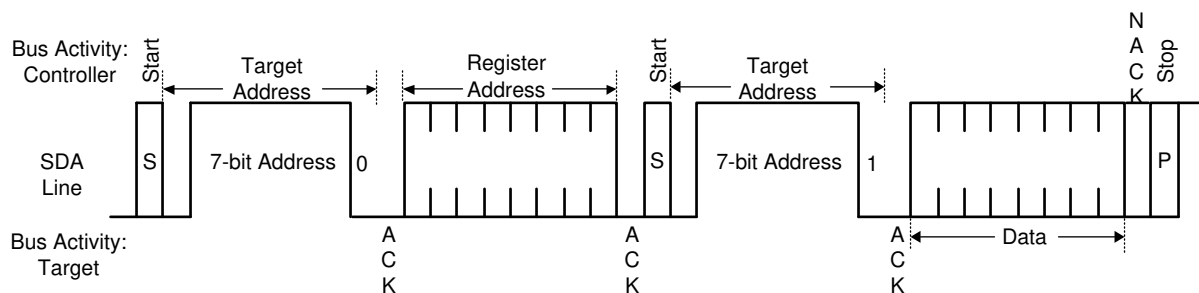 Bus Activity:
Controller
Start
Target
Address
Register
Address
Start
Target
Address
N
A
C
K
Stop
SDA
Line
S
7-bit Address
0
S
7-bit Address
1
P
Bus Activity:
Target
A
C
K
A
C
K
A
C
K
Data